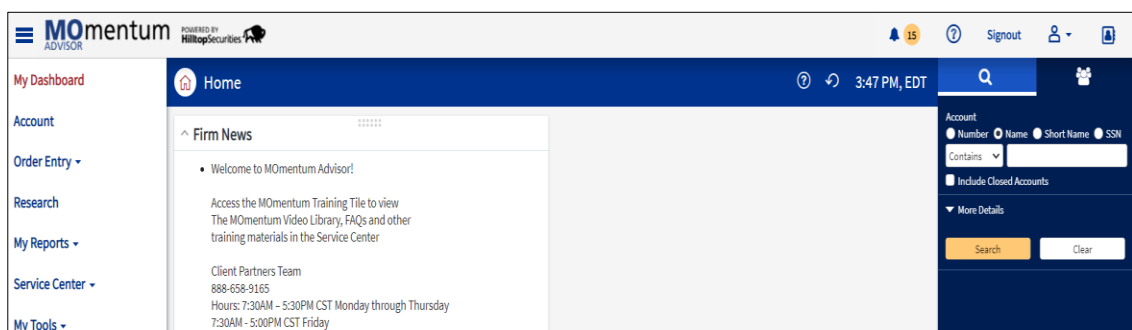 MOmentum
ADVISOR
POWERED BY
HilltopSecurities
15
Signout
My Dashboard
Account
Order Entry
Research
My Reports
Service Center
My Tools
Home
3:47 PM, EDT
Firm News
Welcome to MOmentum Advisor!
Access the MOmentum Training Tile to view
The MOmentum Video Library, FAQs and other
training materials in the Service Center
Client Partners Team
888-658-9165
Hours: 7:30AM – 5:30PM CST Monday through Thursday
7:30AM - 5:00PM CST Friday
Account
Number Name Short Name SSN
Contains
Include Closed Accounts
More Details
Search Clear